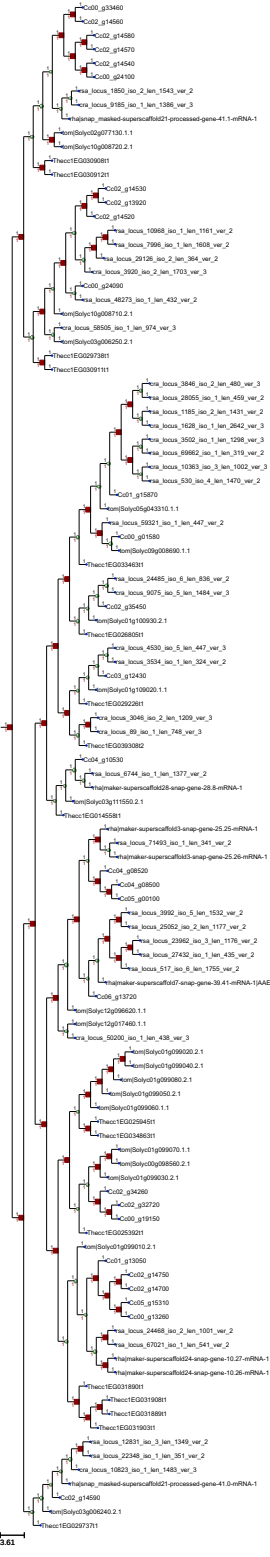 Cc00_g33460
Cc02_g14560
Cc02_g14580
Cc02_g14570
Cc02_g14540
Cc00_g24100
rsa_locus_1850_iso_2_len_1543_ver_2
cra_locus_9185_iso_1_len_1386_ver_3
rha|snap_masked-superscaffold21-processed-gene-41.1-mRNA-1
tom|Solyc02g077130.1.1
tom|Solyc10g008720.2.1
Thecc1EG030908t1
Thecc1EG030912t1
Cc02_g14530
Cc02_g13920
Cc02_g14520
rsa_locus_10968_iso_1_len_1161_ver_2
rsa_locus_7996_iso_1_len_1608_ver_2
rsa_locus_29126_iso_2_len_364_ver_2
cra_locus_3920_iso_2_len_1703_ver_3
Cc00_g24090
rsa_locus_48273_iso_1_len_432_ver_2
tom|Solyc10g008710.2.1
cra_locus_58505_iso_1_len_974_ver_3
tom|Solyc03g006250.2.1
Thecc1EG029738t1
Thecc1EG030911t1
cra_locus_3846_iso_2_len_480_ver_3
rsa_locus_28055_iso_1_len_459_ver_2
rsa_locus_1185_iso_2_len_1431_ver_2
cra_locus_1628_iso_2_len_2642_ver_3
cra_locus_3502_iso_1_len_1298_ver_3
rsa_locus_69662_iso_1_len_319_ver_2
cra_locus_10363_iso_3_len_1002_ver_3
rsa_locus_530_iso_4_len_1470_ver_2
Cc01_g15870
tom|Solyc05g043310.1.1
rsa_locus_59321_iso_1_len_447_ver_2
Cc00_g01580
tom|Solyc09g008690.1.1
Thecc1EG033463t1
rsa_locus_24485_iso_6_len_836_ver_2
cra_locus_9075_iso_5_len_1484_ver_3
Cc02_g35450
tom|Solyc01g100930.2.1
Thecc1EG026805t1
cra_locus_4530_iso_5_len_447_ver_3
rsa_locus_3534_iso_1_len_324_ver_2
Cc03_g12430
tom|Solyc01g109020.1.1
Thecc1EG029226t1
cra_locus_3046_iso_2_len_1209_ver_3
cra_locus_89_iso_1_len_748_ver_3
Thecc1EG039308t2
Cc04_g10530
rsa_locus_6744_iso_1_len_1377_ver_2
rha|maker-superscaffold28-snap-gene-28.8-mRNA-1
tom|Solyc03g111550.2.1
Thecc1EG014558t1
rha|maker-superscaffold3-snap-gene-25.25-mRNA-1
rsa_locus_71493_iso_1_len_341_ver_2
rha|maker-superscaffold3-snap-gene-25.26-mRNA-1
Cc04_g08520
Cc04_g08500
Cc05_g00100
rsa_locus_3992_iso_5_len_1532_ver_2
rsa_locus_25052_iso_2_len_1177_ver_2
rsa_locus_23962_iso_3_len_1176_ver_2
rsa_locus_27432_iso_1_len_435_ver_2
rsa_locus_517_iso_6_len_1755_ver_2
rha|maker-superscaffold7-snap-gene-39.41-mRNA-1|AAE
Cc06_g13720
tom|Solyc12g096620.1.1
tom|Solyc12g017460.1.1
cra_locus_50200_iso_1_len_438_ver_3
tom|Solyc01g099020.2.1
tom|Solyc01g099040.2.1
tom|Solyc01g099080.2.1
tom|Solyc01g099050.2.1
tom|Solyc01g099060.1.1
Thecc1EG025945t1
Thecc1EG034863t1
tom|Solyc01g099070.1.1
tom|Solyc00g098560.2.1
tom|Solyc01g099030.2.1
Cc02_g34260
Cc02_g32720
Cc00_g19150
Thecc1EG025392t1
tom|Solyc01g099010.2.1
Cc01_g13050
Cc02_g14750
Cc02_g14700
Cc05_g15310
Cc00_g13260
rsa_locus_24468_iso_2_len_1001_ver_2
rsa_locus_67021_iso_1_len_541_ver_2
rha|maker-superscaffold24-snap-gene-10.27-mRNA-1
rha|maker-superscaffold24-snap-gene-10.26-mRNA-1
Thecc1EG031890t1
Thecc1EG031908t1
Thecc1EG031889t1
Thecc1EG031903t1
rsa_locus_12831_iso_3_len_1349_ver_2
rsa_locus_22348_iso_1_len_351_ver_2
cra_locus_10823_iso_1_len_1483_ver_3
rha|snap_masked-superscaffold21-processed-gene-41.0-mRNA-1
Cc02_g14590
tom|Solyc03g006240.2.1
Thecc1EG029737t1
3.61